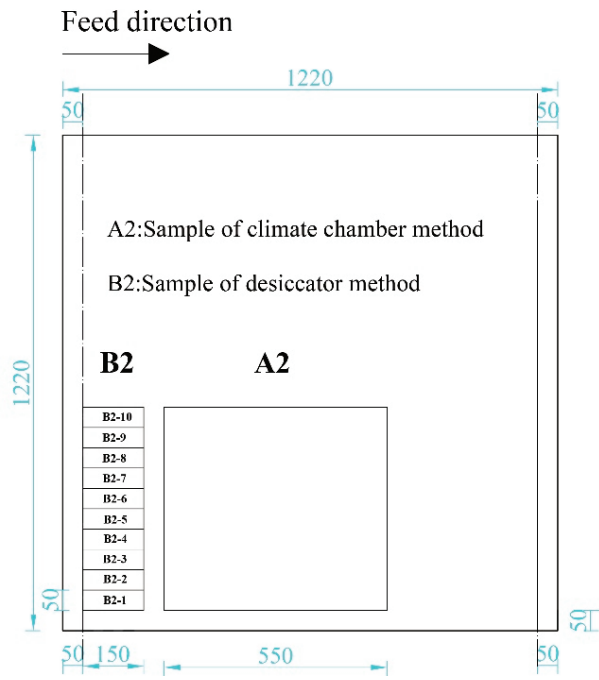 Feed direction
1220
50 50
A2:Sample of climate chamber method
B2:Sample of desiccator method
B2 A2
1220
B2-10
B2-9
B2-8
B2-7
B2-6
B2-5
B2-4
B2-3
B2-2
B2-1
50
50
50 150 550 50